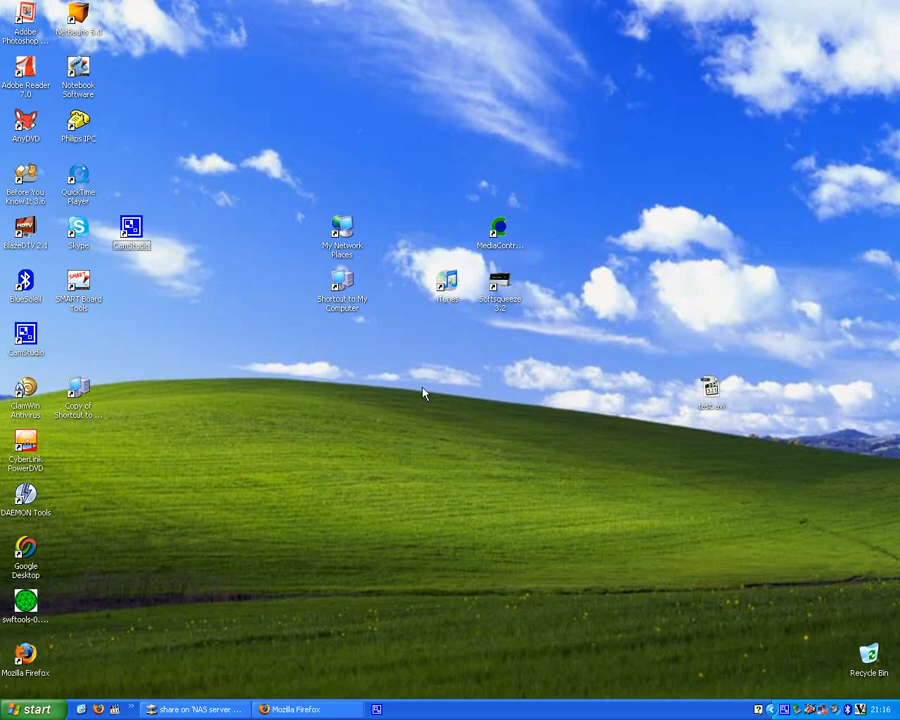 Adobe
Photoshop ...
NetBeans 5.0
Adobe Reader
7.0
Notebook
Software
AnyDVD
Philips IPC
Before You
Know It 3.6
QuickTime
Player
BlazeDTV 2.1
Skype
CamStudio
My Network
Places
MediaContr...
BlueSoleil
SMART Board
Tools
Shortcut to My
Computer
iTunes
Softsqueeze
3.2
CamStudio
ClamWin
Antivirus
Copy of
Shortcut to ...
CyberLink
PowerDVD
DAEMON Tools
Google
Desktop
swftools-0....
Mozilla Firefox
Recycle Bin
start
share on 'NAS server ...
Mozilla Firefox
21:16